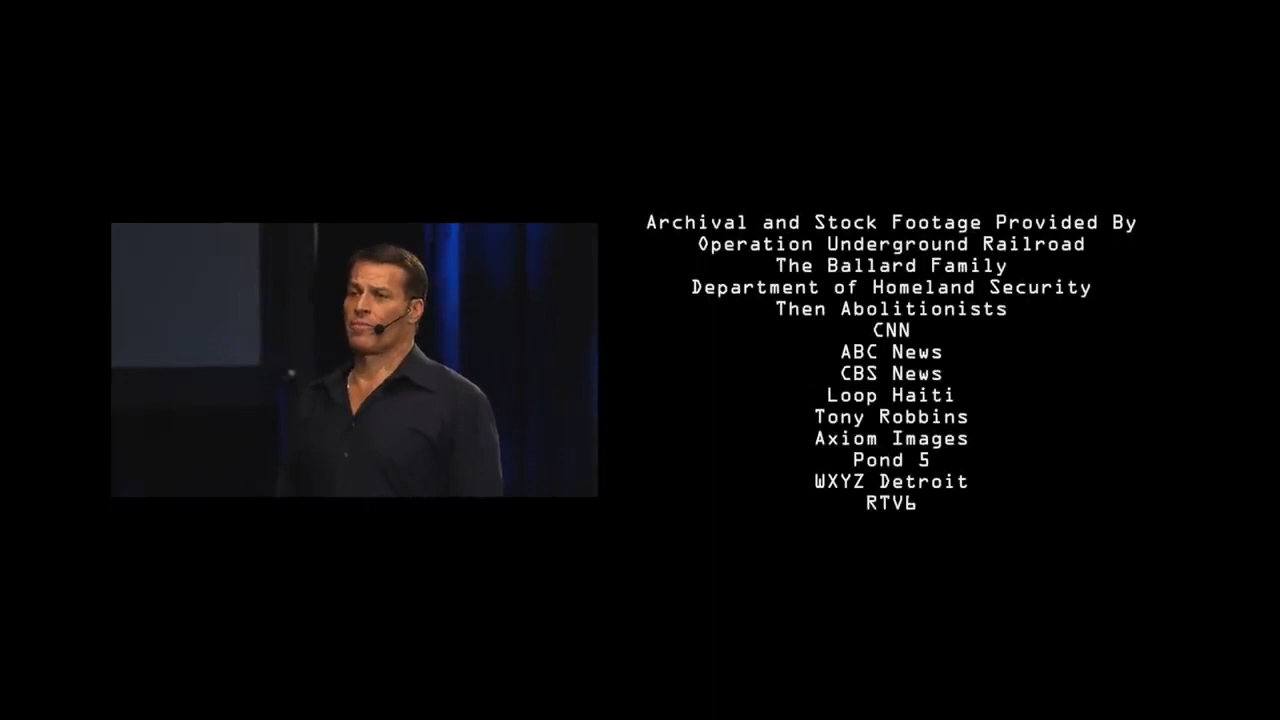 Archival and Stock Footage Provided By
Operation Underground Railroad
The Ballard Family
Department of Homeland Security
Then Abolitionists
CNN
ABC News
CBS News
Loop Haiti
Tony Robbins
Axiom Images
Pond 5
WXYZ Detroit
RTV6